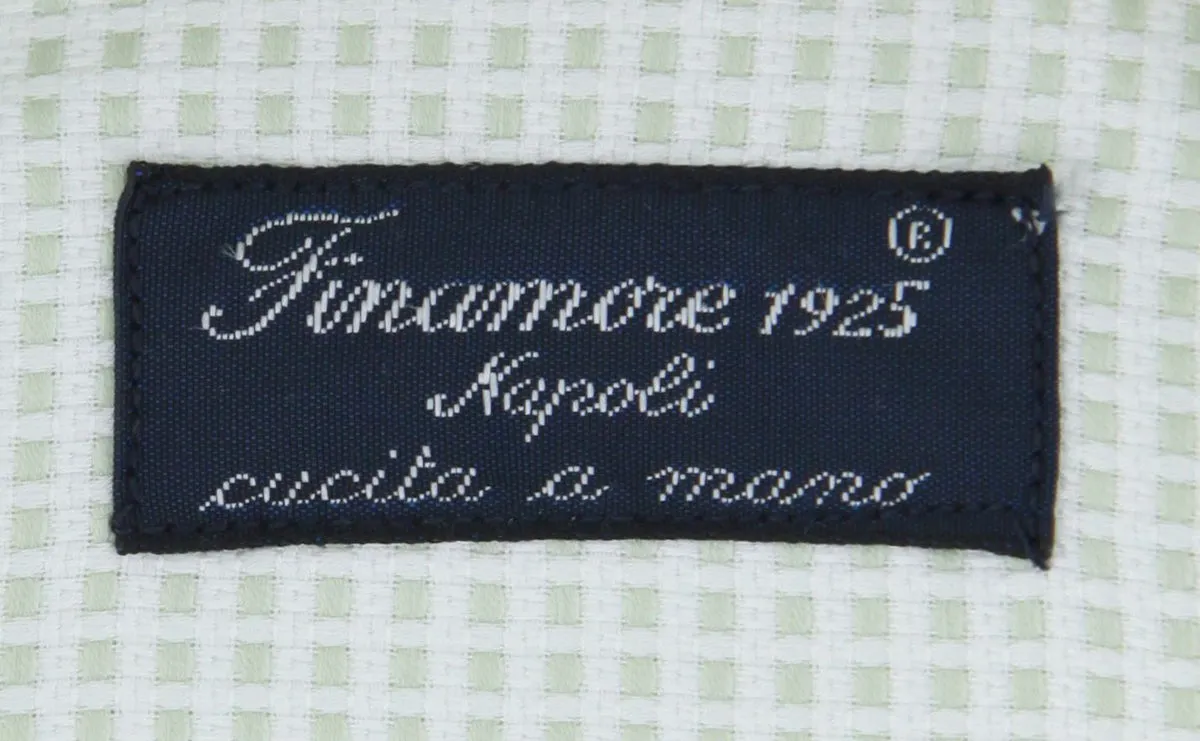 Finamore 1925®
Napoli
cucita a mano